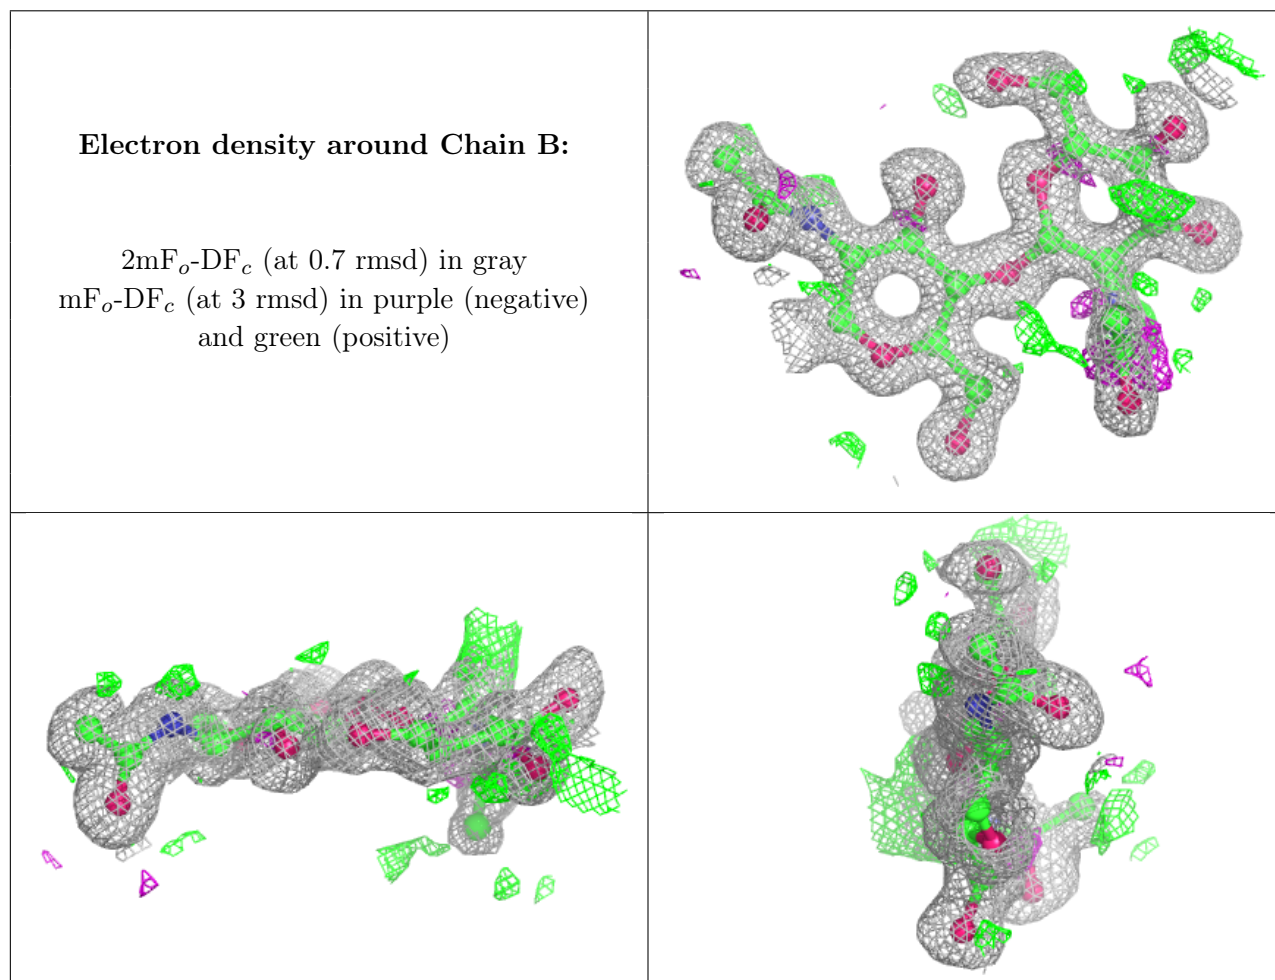 Electron density around Chain B:
2mFₒ-DF𝒸 (at 0.7 rmsd) in gray
mFₒ-DF𝒸 (at 3 rmsd) in purple (negative)
and green (positive)